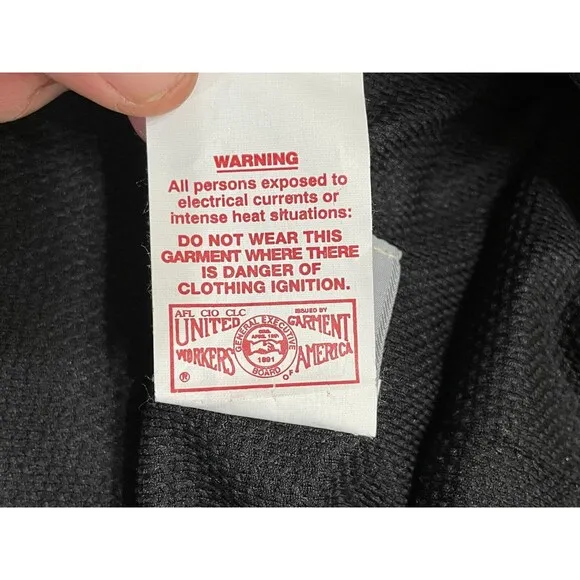 WARNING
All persons exposed to
electrical currents or
intense heat situations:
DO NOT WEAR THIS
GARMENT WHERE THERE
IS DANGER OF
CLOTHING IGNITION.
AFL CIO CLC
ISSUED BY
UNITED GARMENT
WORKERS OF AMERICA
GENERAL EXECUTIVE
BOARD
1891
®